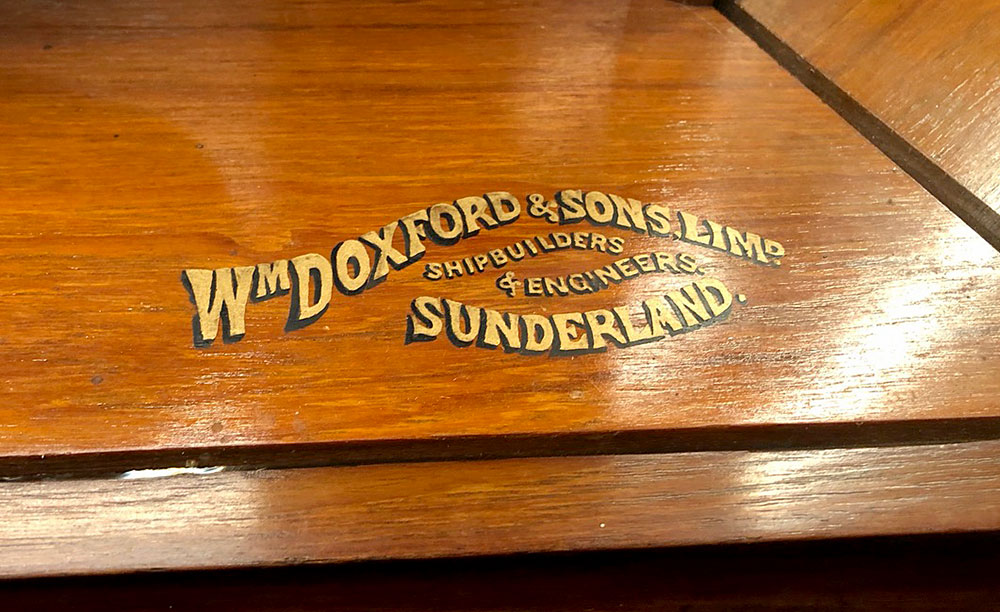 WM DOXFORD & SONS, LIMD
SHIPBUILDERS
& ENGINEERS.
SUNDERLAND.